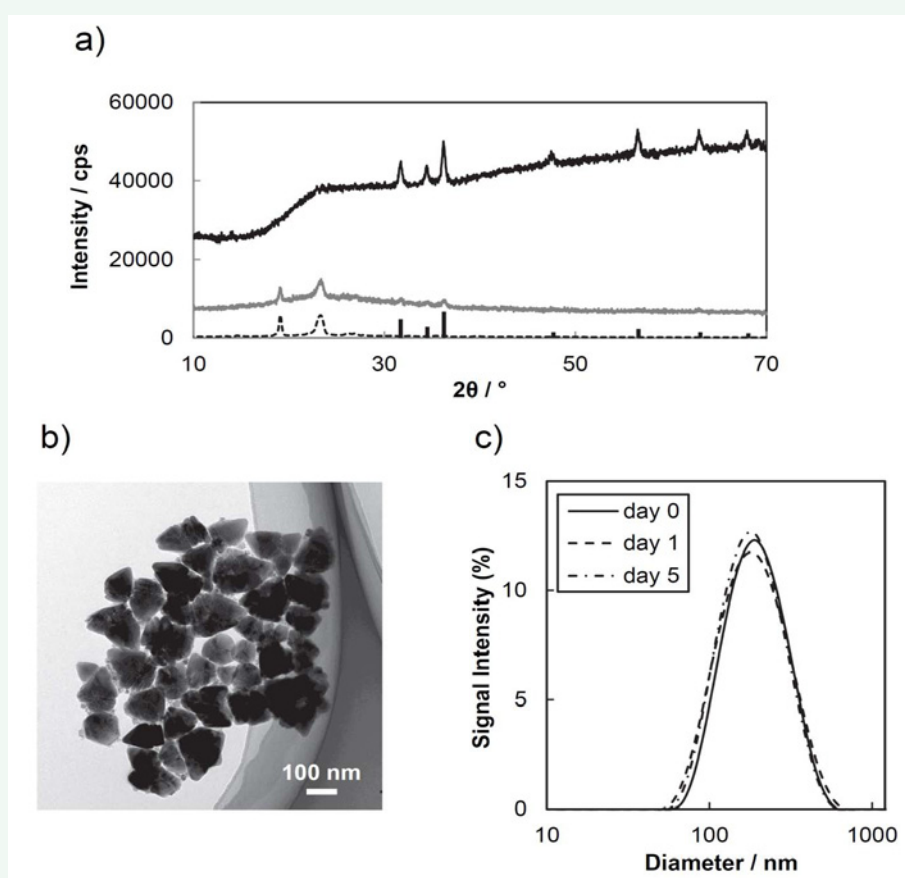 a)
60000
40000
20000
0
Intensity / cps
10 30 50 70
2θ / °
b)
100 nm
c)
15
10
5
0
Signal Intensity (%)
day 0
day 1
day 5
10 100 1000
Diameter / nm